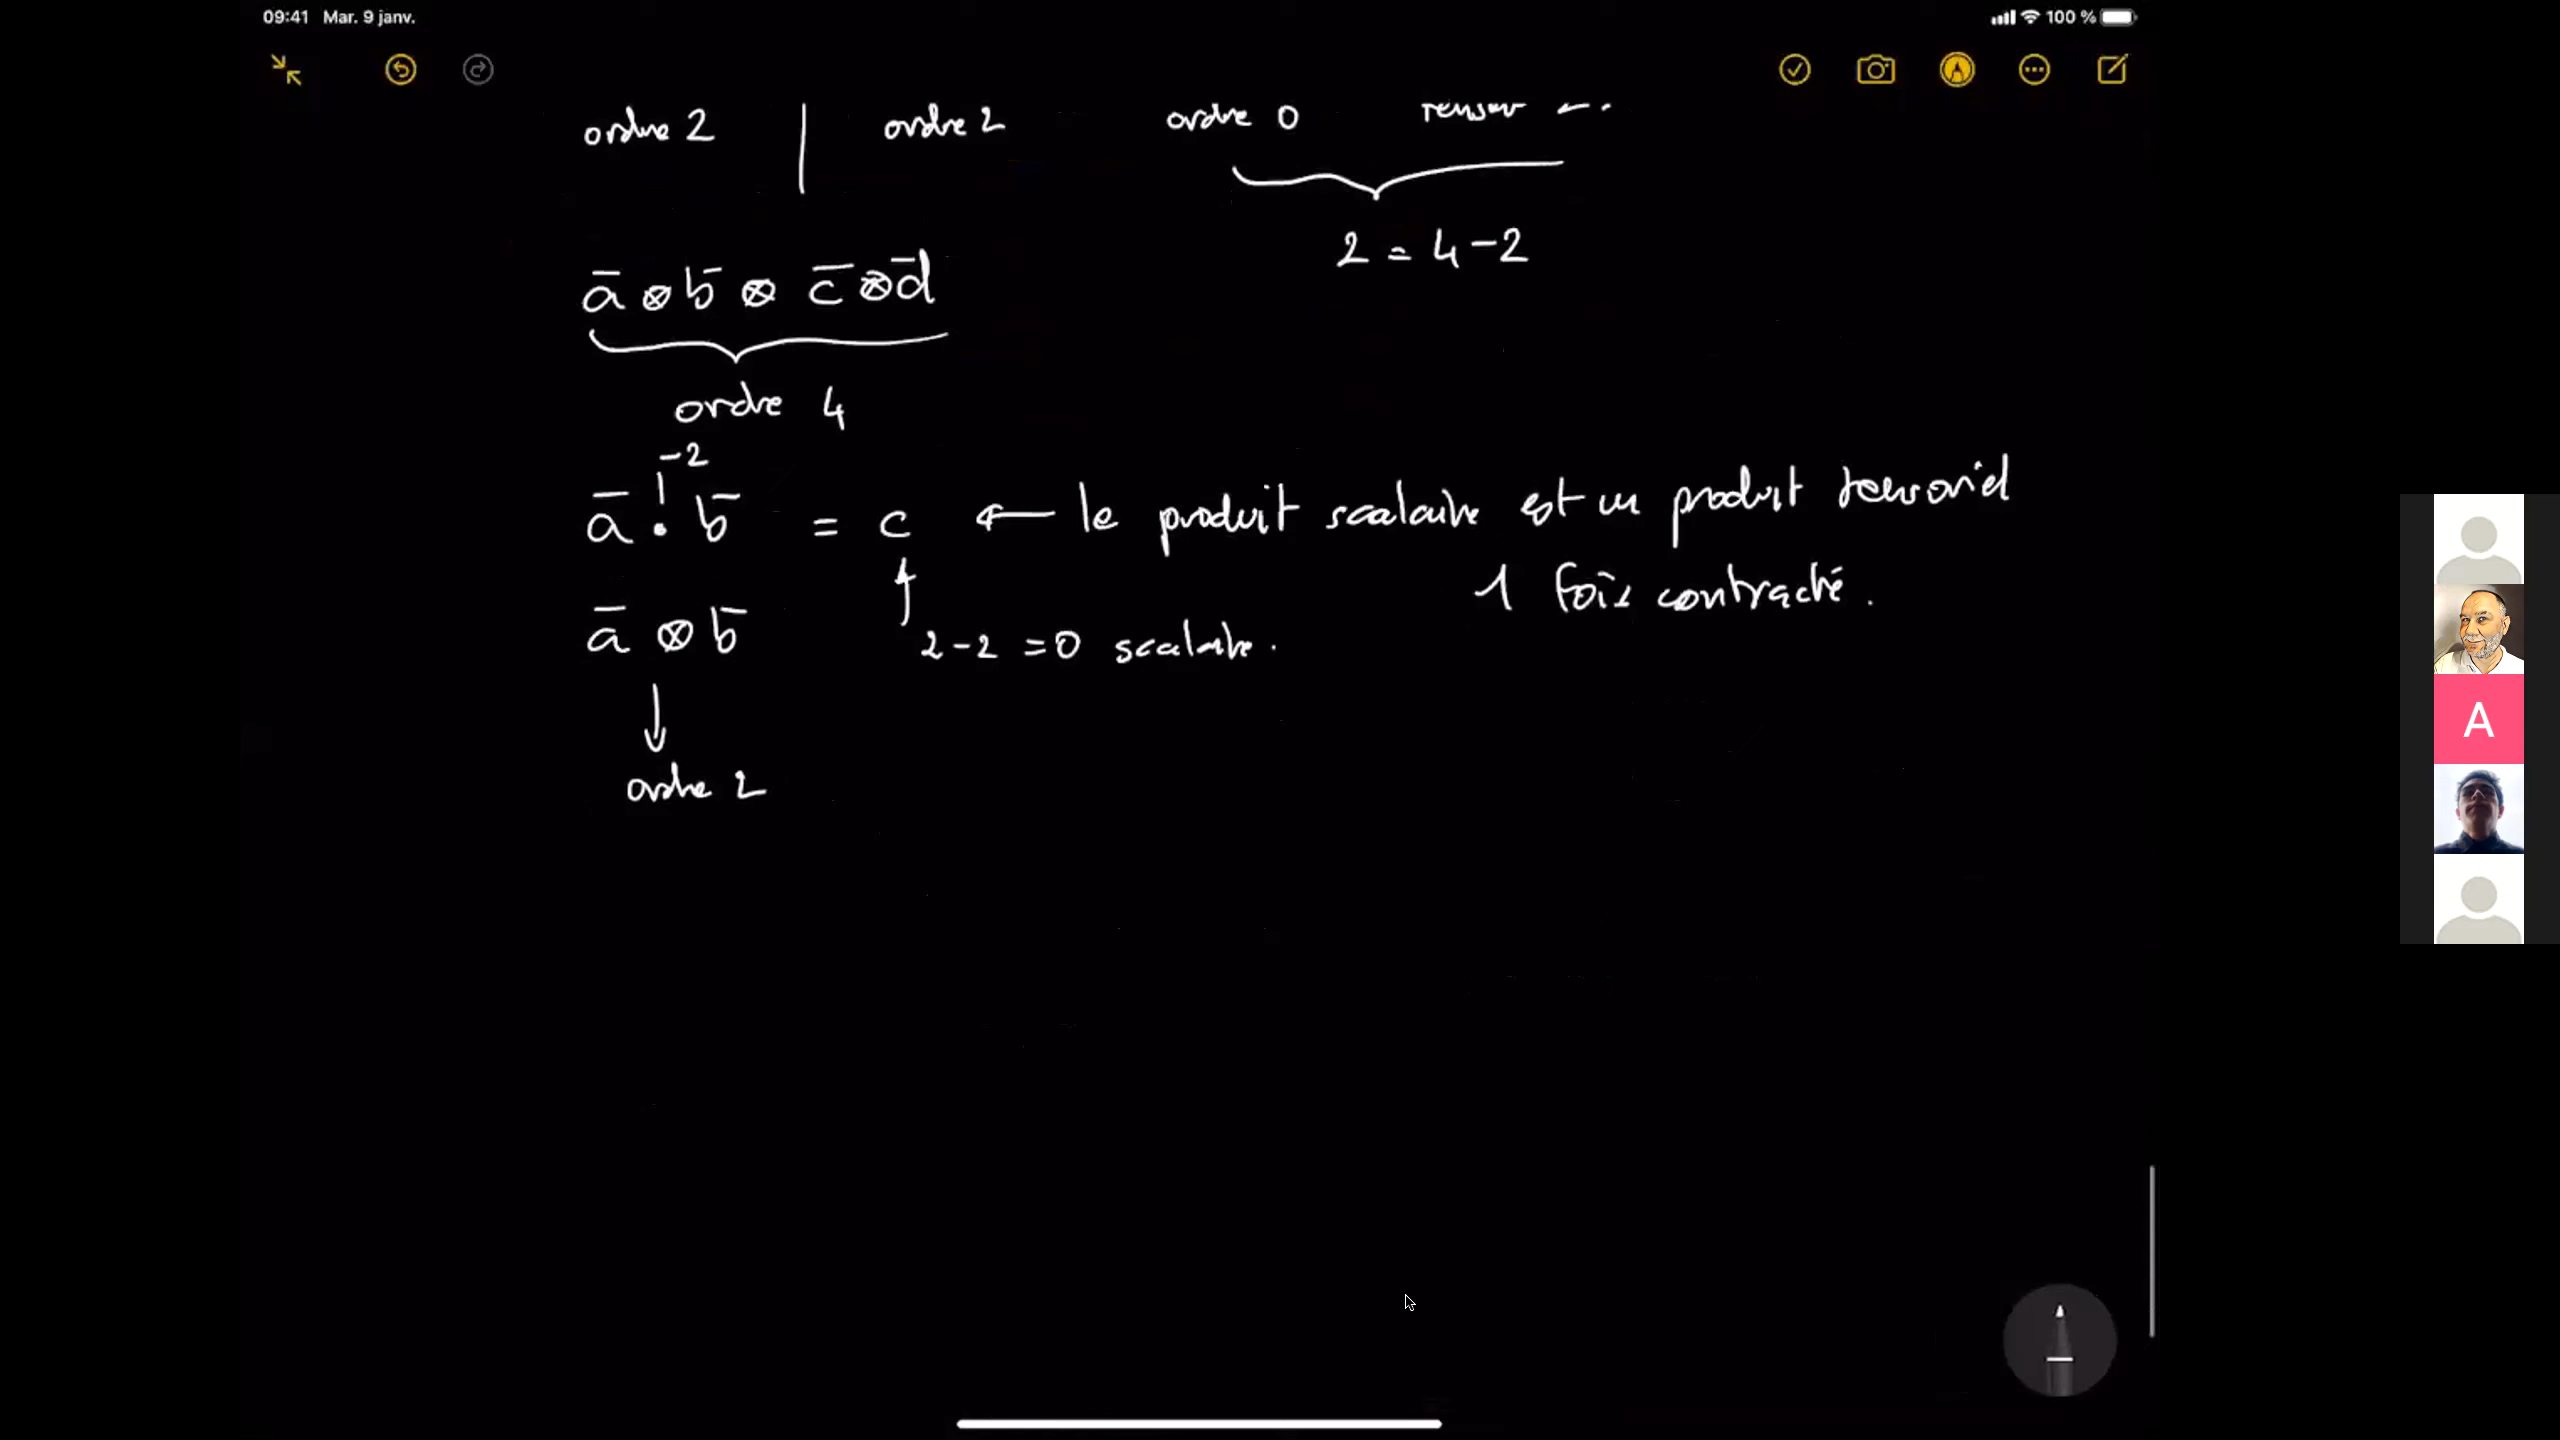 09:41 Mar. 9 janv. 100 %
ordre 2 | ordre 2 ordre 0
2 = 4 - 2
a̅ ⊗ b̅ ⊗ c̅ ⊗ d̅
ordre 4
-2
a̅ . b̅ = c ← le produit scalaire est un produit tensoriel
1 fois contracté.
a̅ ⊗ b̅
2 - 2 = 0 scalaire.
↓
ordre 2
A